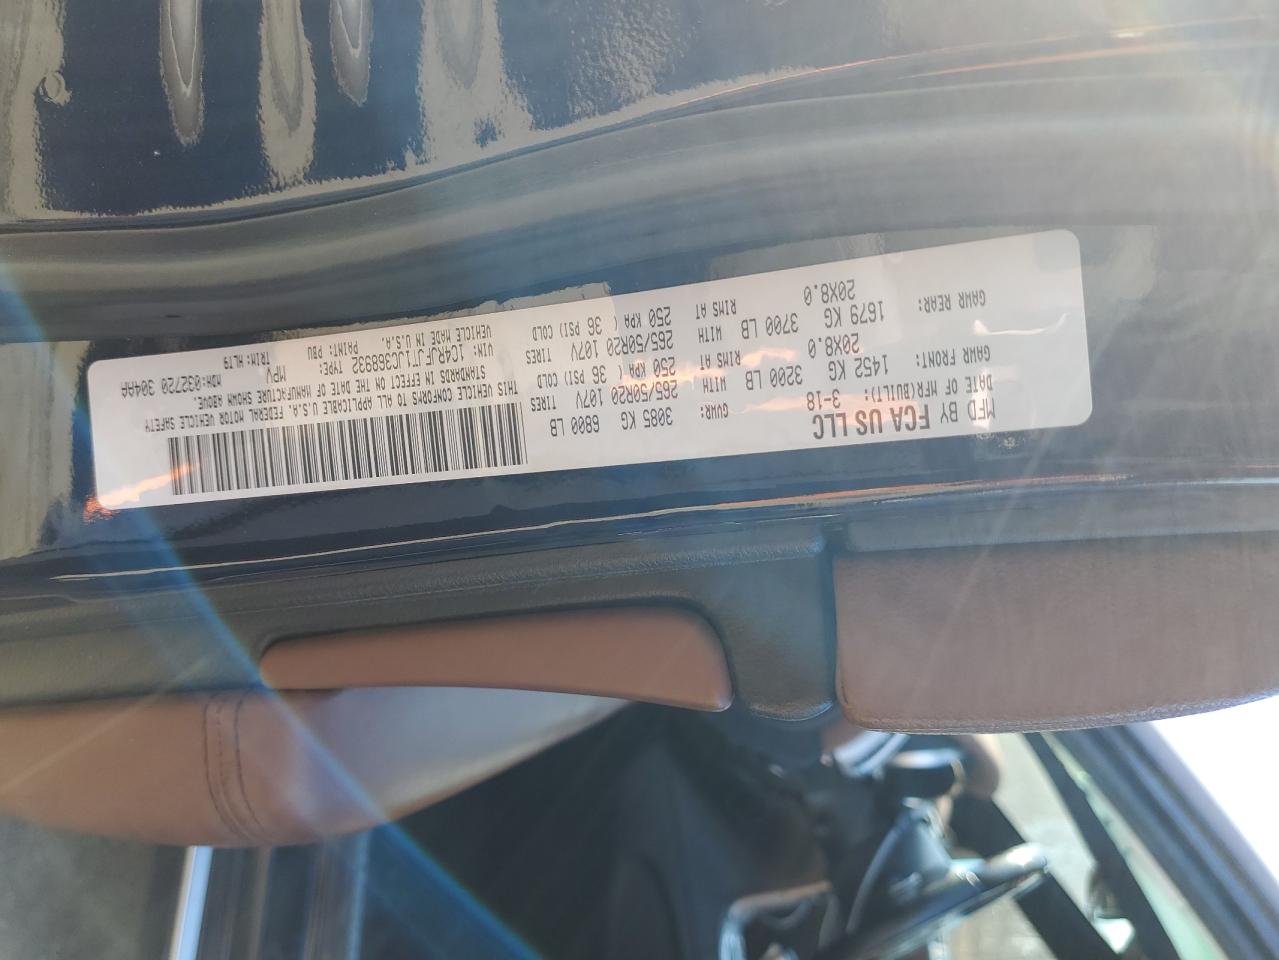 MFD BY FCA US LLC
DATE OF MFR(BUILT): 3-18 GVWR: 3085 KG 6800 LB
GAWR FRONT: 1452 KG 3200 LB WITH 265/50R20 107V TIRES
20X8.0 RIMS AT 250 KPA ( 36 PSI) COLD
GAWR REAR: 1679 KG 3700 LB WITH 265/50R20 107V TIRES
20X8.0 RIMS AT 250 KPA ( 36 PSI) COLD
THIS VEHICLE CONFORMS TO ALL APPLICABLE U.S.A. FEDERAL MOTOR VEHICLE SAFETY
STANDARDS IN EFFECT ON THE DATE OF MANUFACTURE SHOWN ABOVE.
VIN: 1C4RJFJT1JC368932 TYPE: MPV MDH: 032720 304AA
VEHICLE MADE IN U.S.A. PAINT: PBU TRIM: HLT9